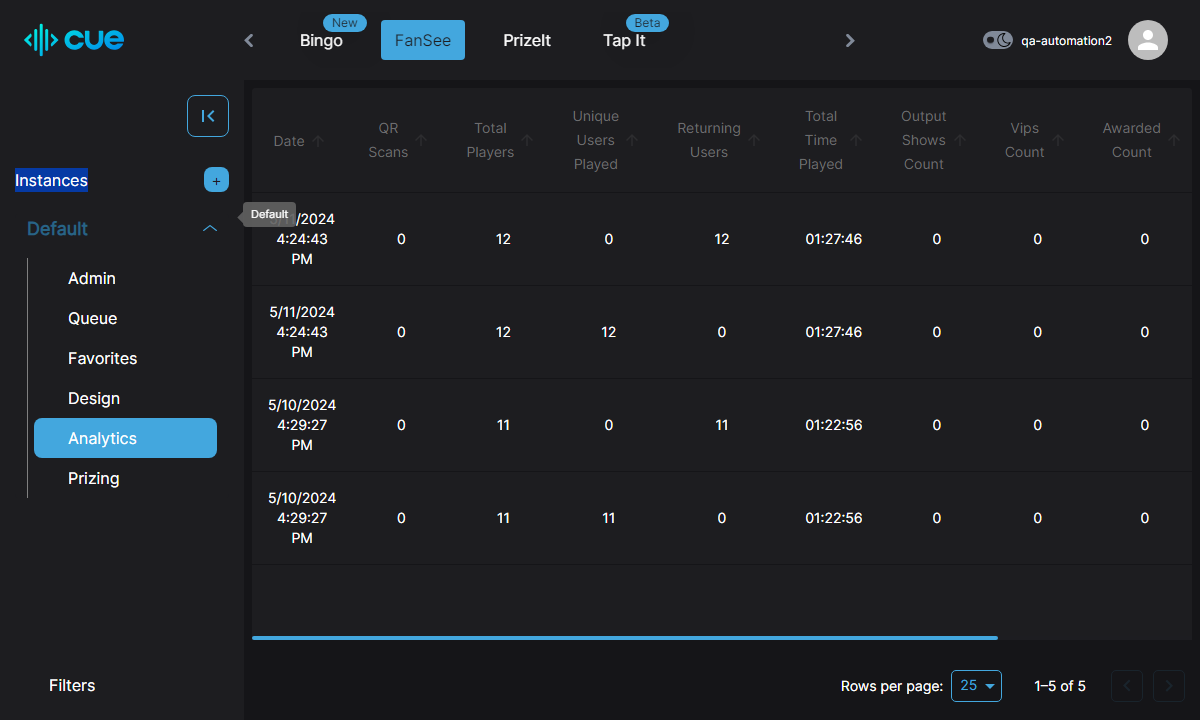 cue
Bingo
New
FanSee
PrizeIt
Tap It
Beta
qa-automation2
Instances
+
Default
Admin
Queue
Favorites
Design
Analytics
Prizing
Filters
Default
Date
QR
Scans
Total
Players
Unique
Users
Played
Returning
Users
Total
Time
Played
Output
Shows
Count
Vips
Count
Awarded
Count
/2024
4:24:43
PM
0
12
0
12
01:27:46
0
0
0
5/11/2024
4:24:43
PM
0
12
12
0
01:27:46
0
0
0
5/10/2024
4:29:27
PM
0
11
0
11
01:22:56
0
0
0
5/10/2024
4:29:27
PM
0
11
11
0
01:22:56
0
0
0
Rows per page:
25
1–5 of 5